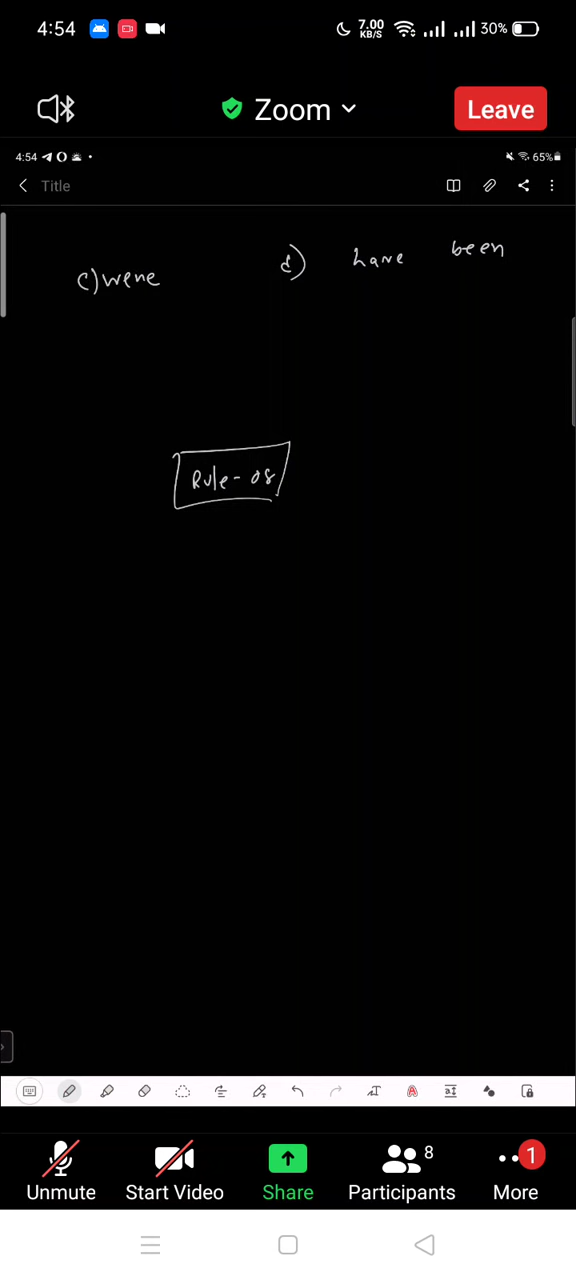 4:54 7.00 KB/S 30%
Zoom Leave
4:54 65%
Title
c) were d) have been
Rule-08
Unmute Start Video Share Participants 8 More 1